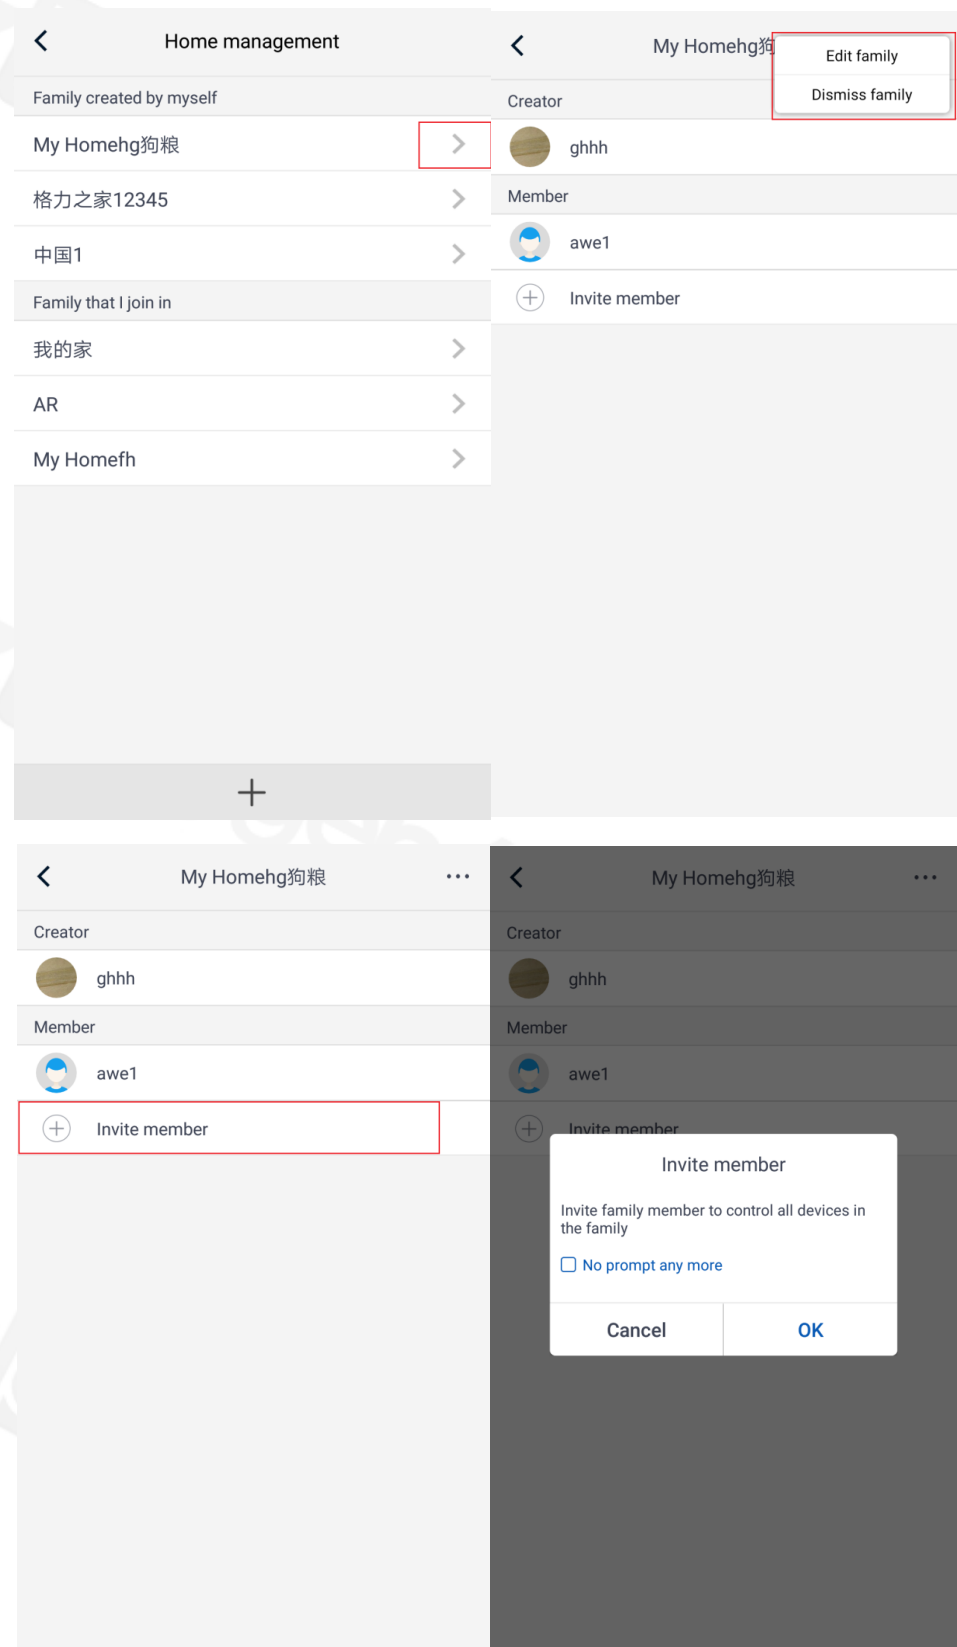 Home management
Family created by myself
My Homehg狗粮
格力之家12345
中国1
Family that I join in
我的家
AR
My Homefh
My Homehg狗
Edit family
Dismiss family
Creator
ghhh
Member
awe1
Invite member
My Homehg狗粮
Creator
ghhh
Member
awe1
Invite member
My Homehg狗粮
Creator
ghhh
Member
awe1
Invite member
Invite member
Invite family member to control all devices in
the family
No prompt any more
Cancel
OK